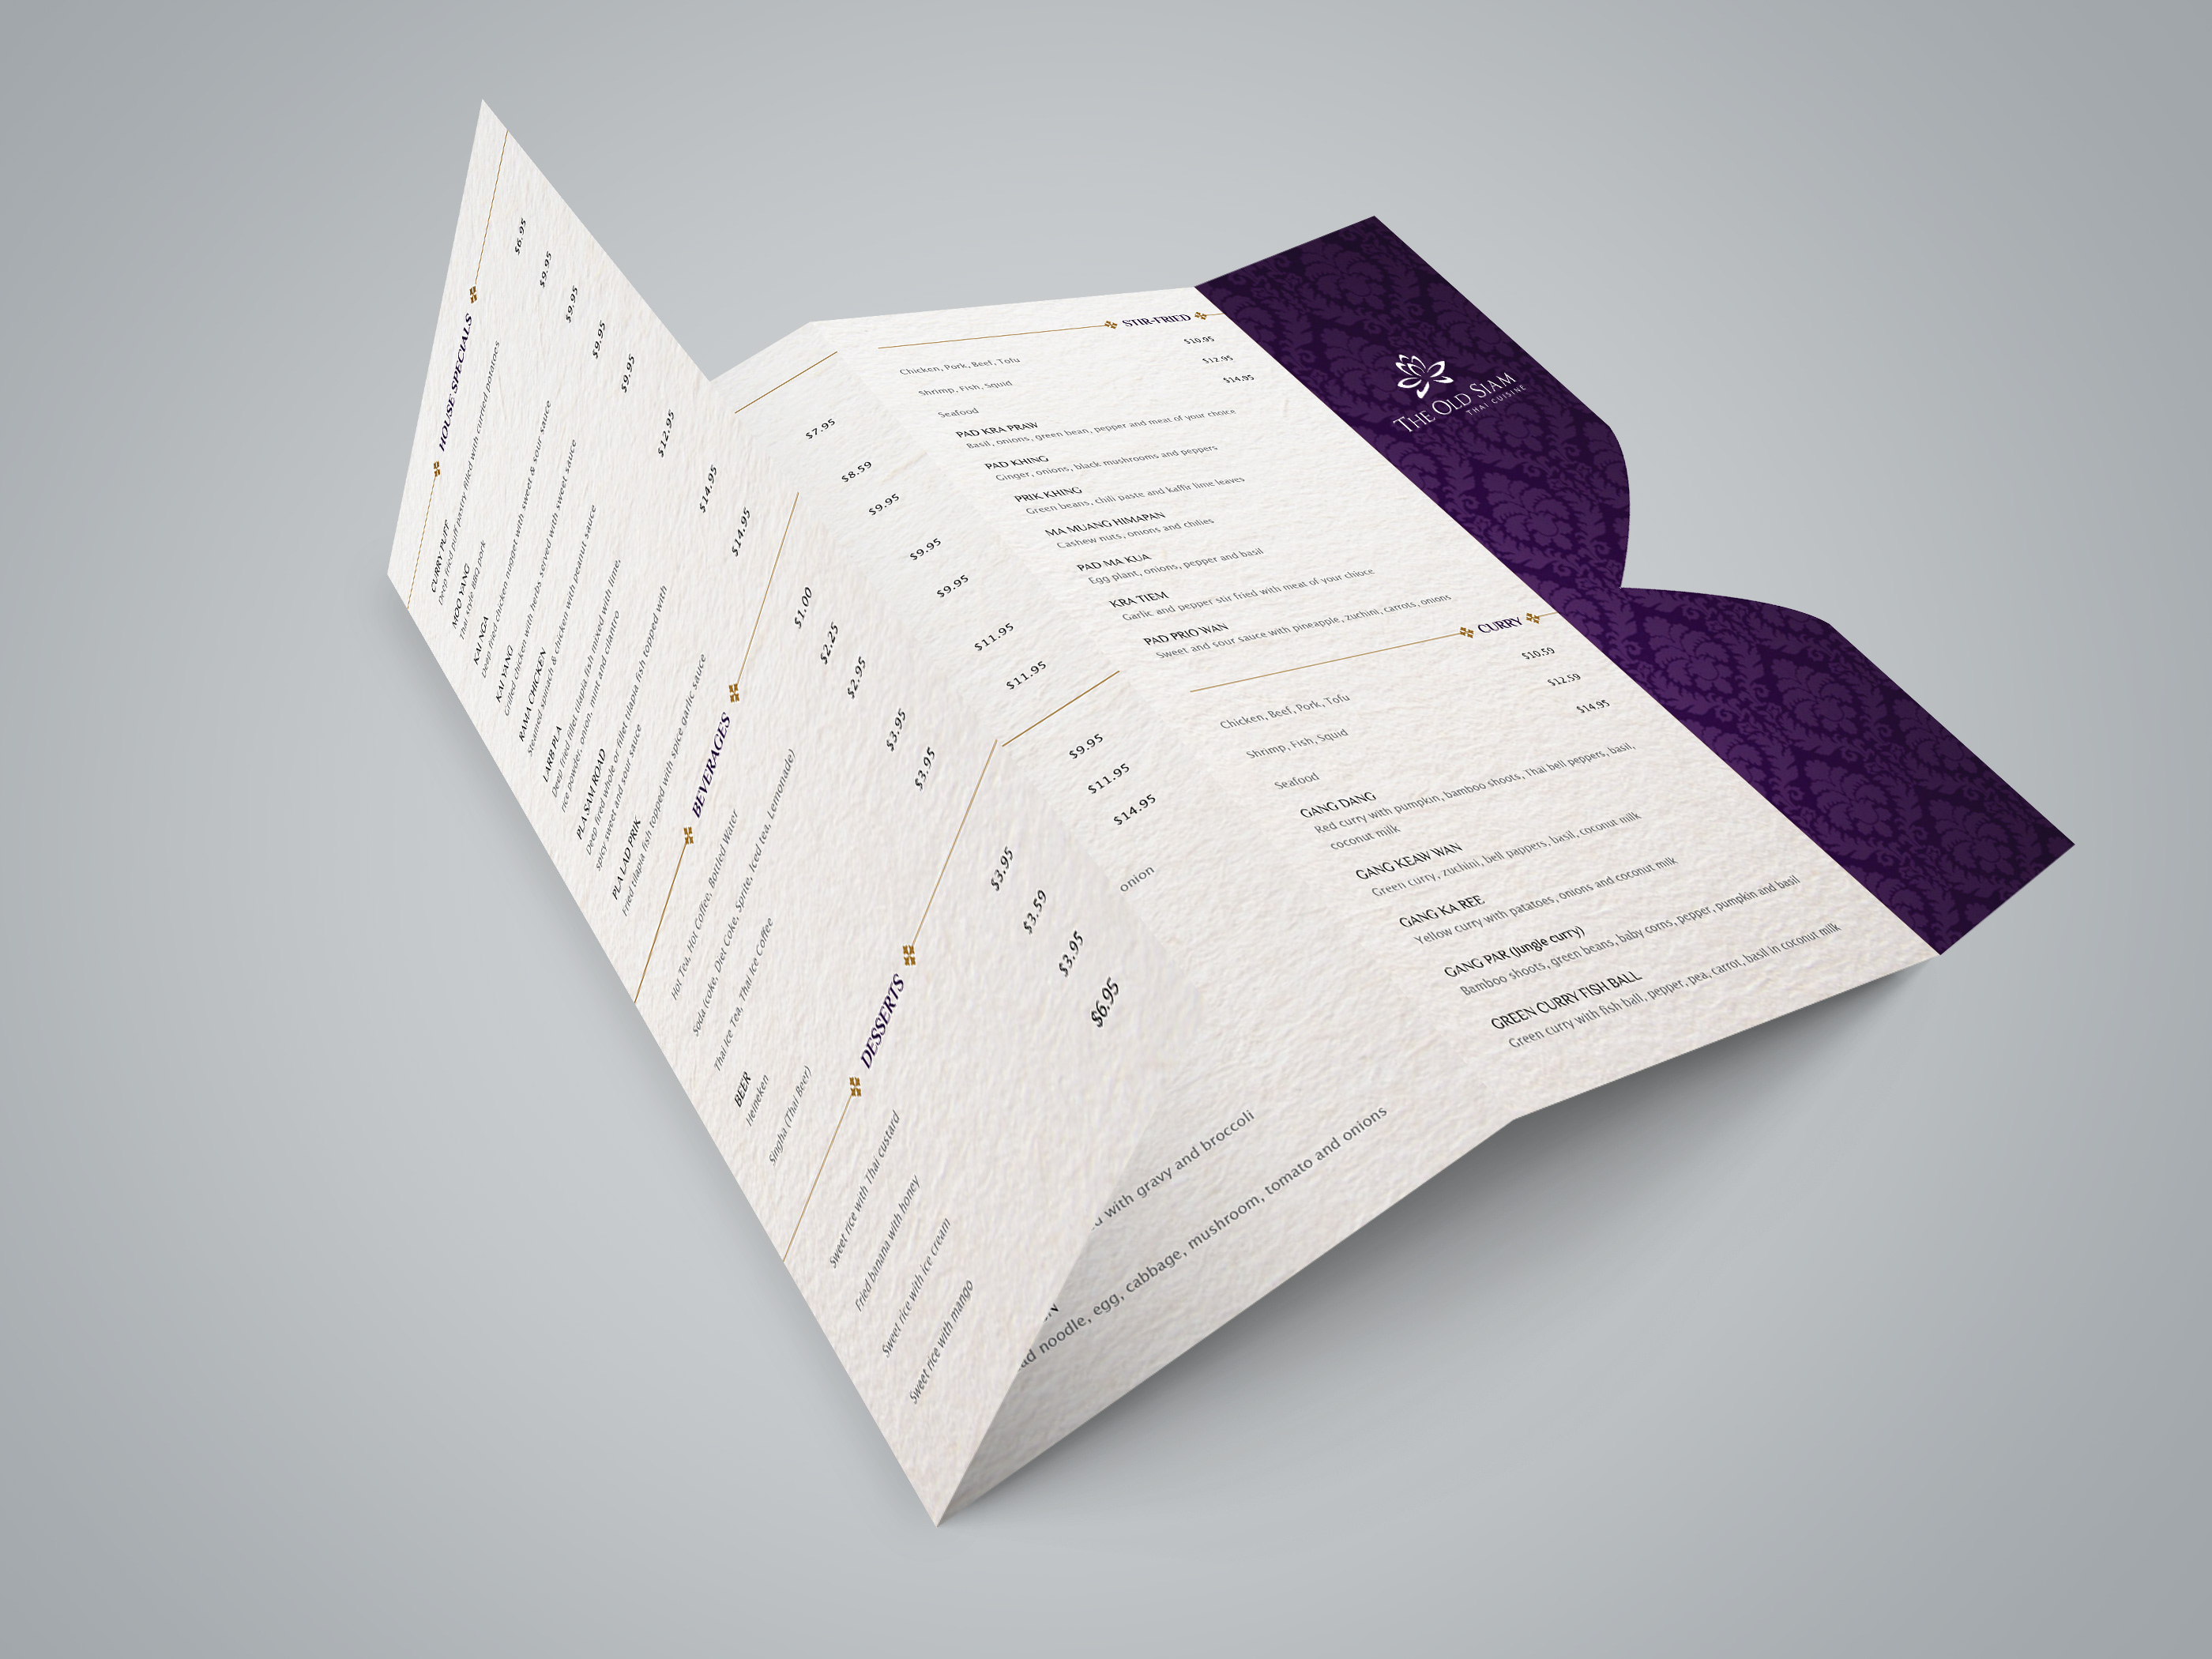 HOUSE SPECIALS
CURRY PUFF $6.95
Deep fried puff pastry filled with curried potatoes
MOO YANG $9.95
Thai style BBQ pork
KAI NGA $9.95
Deep fried chicken nugget with sweet & sour sauce
KAI YANG $9.95
Grilled chicken with herbs served with sweet sauce
RAMA CHICKEN $9.95
Steamed spinach & chicken with peanut sauce
LARB PLA $12.95
Deep fried fillet tilapia fish mixed with lime,
rice powder, onion, mint and cilantro
PLA SAM ROAD $14.95
Deep fired whole or fillet tilapia fish topped with
spicy sweet and sour sauce
PLA LAD PRIK $14.95
Fried tilapia fish topped with spice garlic sauce
BEVERAGES
Hot Tea, Hot Coffee, Bottled Water $1.00
Soda (coke, Diet Coke, Sprite, Iced tea, Lemonade) $2.25
Thai Ice Tea, Thai Ice Coffee $2.95
BEER
Heineken $3.95
Singha (Thai Beer) $3.95
DESSERTS
Sweet rice with Thai custard $3.95
Fried banana with honey $3.59
Sweet rice with ice cream $3.95
Sweet rice with mango $6.95
$7.95
$8.59
$9.95
$9.95
$9.95
$11.95
$11.95
$9.95
$11.95
$14.95
onion
with gravy and broccoli
noodle, egg, cabbage, mushroom, tomato and onions
STIR-FRIED
Chicken, Pork, Beef, Tofu $10.95
Shrimp, Fish, Squid $12.95
Seafood $14.95
PAD KRA PRAW
Basil, onions, green bean, pepper and meat of your choice
PAD KHING
Ginger, onions, black mushrooms and peppers
PRIK KHING
Green beans, chili paste and kaffir lime leaves
MA MUANG HIMAPAN
Cashew nuts, onions and chilies
PAD MA KUA
Egg plant, onions, pepper and basil
KRA TIEM
Garlic and pepper stir fried with meat of your chioce
PAD PRIO WAN
Sweet and sour sauce with pineapple, zuchini, carrots, onions
CURRY
Chicken, Beef, Pork, Tofu $10.59
Shrimp, Fish, Squid $12.59
Seafood $14.95
GANG DANG
Red curry with pumpkin, bamboo shoots, Thai bell peppers, basil,
coconut milk
GANG KEAW WAN
Green curry, zuchini, bell pappers, basil, coconut milk
GANG KA REE
Yellow curry with patatoes, onions and coconut milk
GANG PAR (Jungle curry)
Bamboo shoots, green beans, baby corns, pepper, pumpkin and basil
GREEN CURRY FISH BALL
Green curry with fish ball, pepper, pea, carrot, basil in coconut milk
THE OLD SIAM
THAI CUISINE